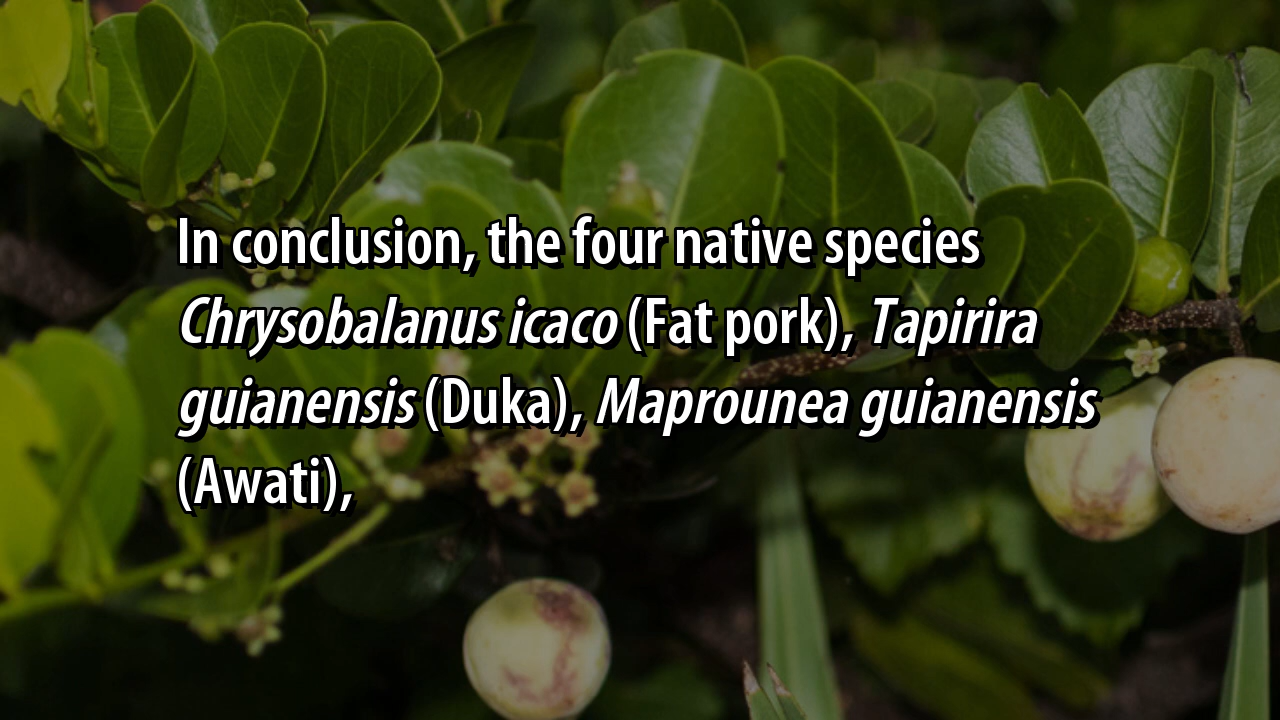 In conclusion, the four native species
Chrysobalanus icaco (Fat pork), Tapirira
guianensis (Duka), Maprounea guianensis
(Awati),